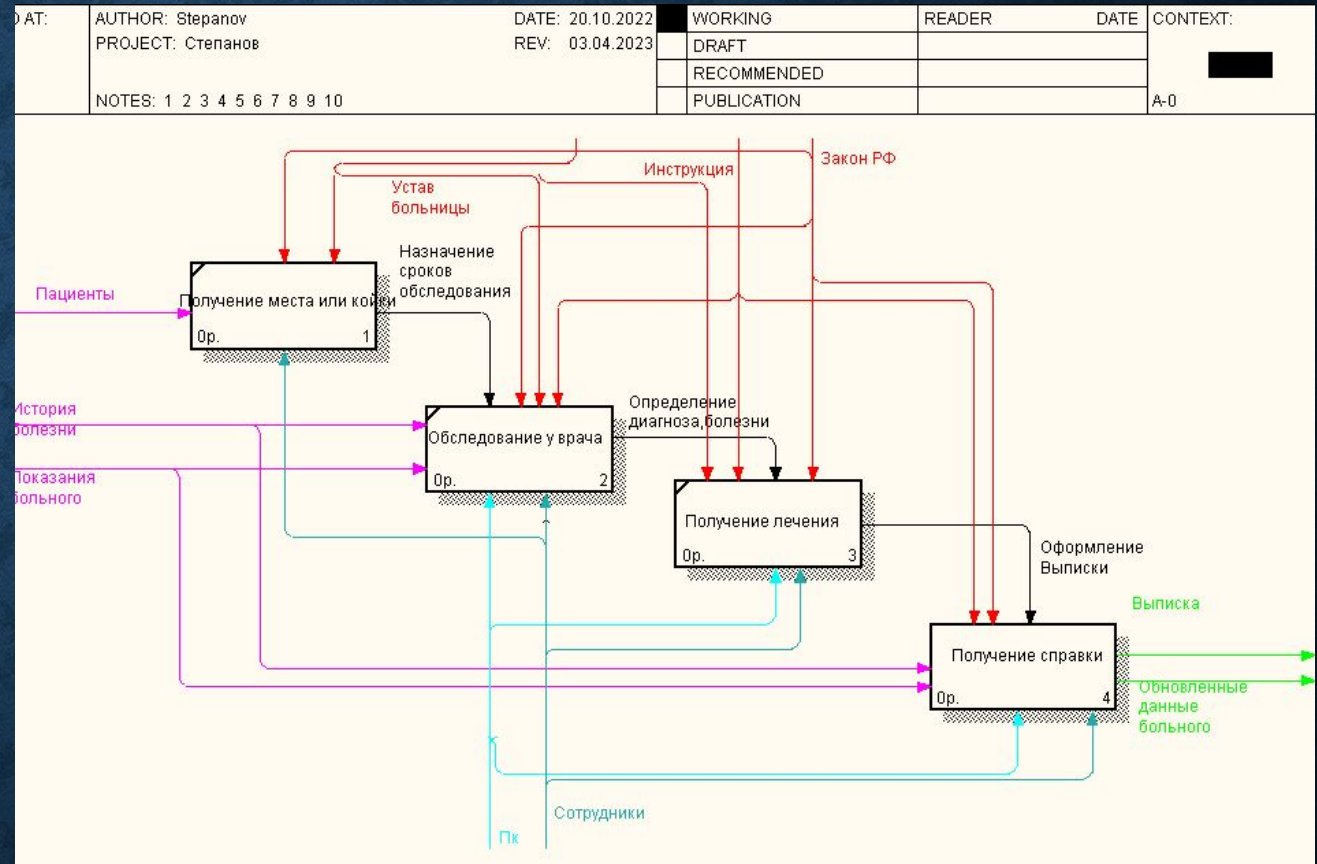 D AT:
AUTHOR: Stepanov
DATE: 20.10.2022
WORKING
READER
DATE
CONTEXT:
PROJECT: Степанов
REV: 03.04.2023
DRAFT
RECOMMENDED
NOTES: 1 2 3 4 5 6 7 8 9 10
PUBLICATION
A-0
Закон РФ
Инструкция
Устав
больницы
Назначение
сроков
обследования
Пациенты
Получение места или койки
0р.
1
История
болезни
Определение
диагноза,болезни
Обследование у врача
0р.
2
Показания
больного
Получение лечения
0р.
3
Оформление
Выписки
Выписка
Получение справки
0р.
4
Обновленные
данные
больного
Сотрудники
Пк